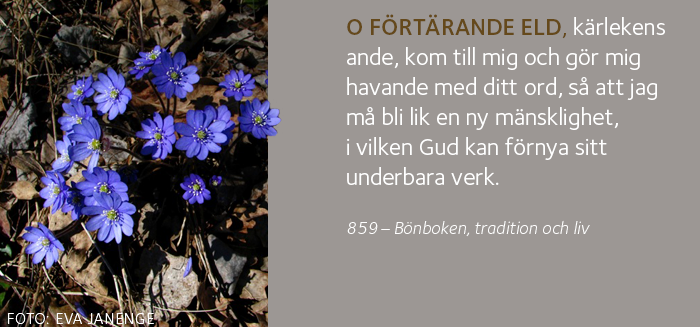 O FÖRTÄRANDE ELD, kärlekens
ande, kom till mig och gör mig
havande med ditt ord, så att jag
må bli lik en ny mänsklighet,
i vilken Gud kan förnya sitt
underbara verk.
859 – Bönboken, tradition och liv
FOTO: EVA JANENGE